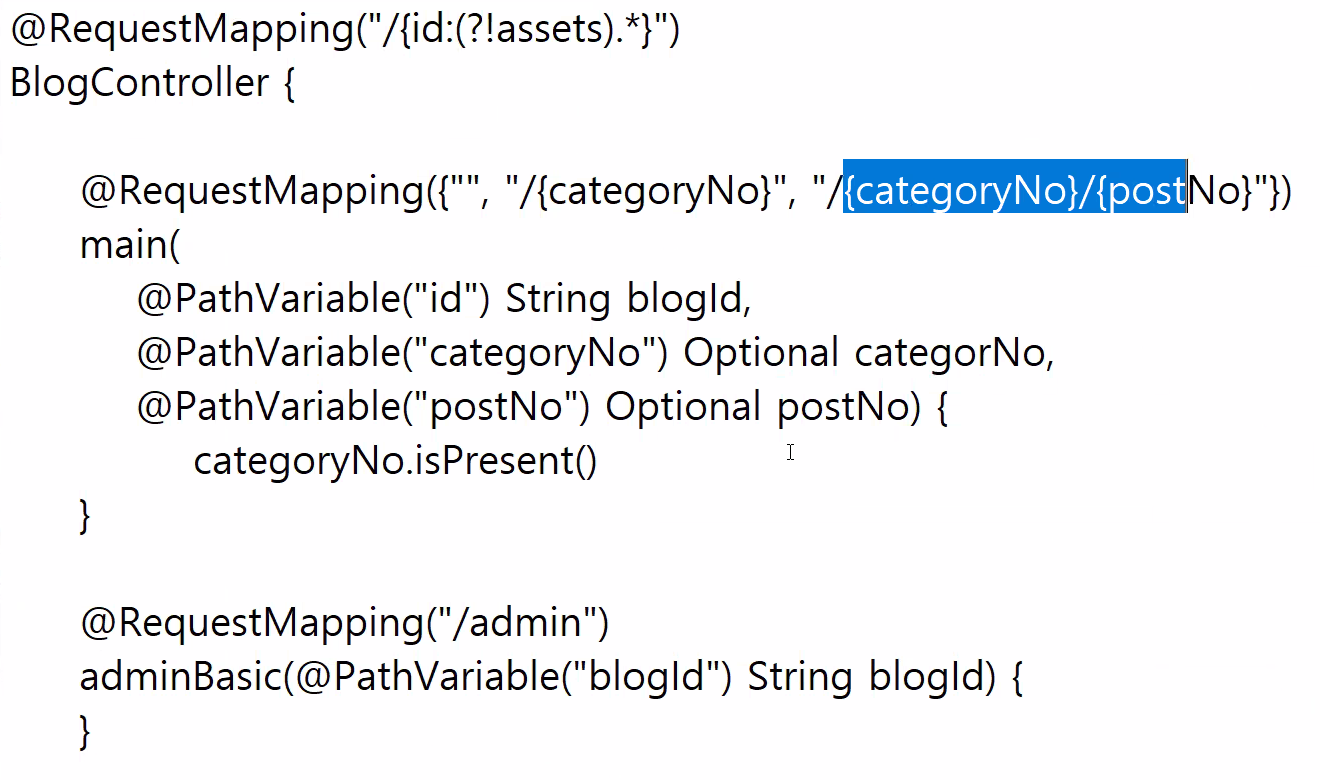 @RequestMapping("/{id:(?!assets).*}")
BlogController {
@RequestMapping({"", "/{categoryNo}", "/{categoryNo}/{postNo}"})
main(
@PathVariable("id") String blogId,
@PathVariable("categoryNo") Optional categorNo,
@PathVariable("postNo") Optional postNo) {
categoryNo.isPresent()
}
@RequestMapping("/admin")
adminBasic(@PathVariable("blogId") String blogId) {
}